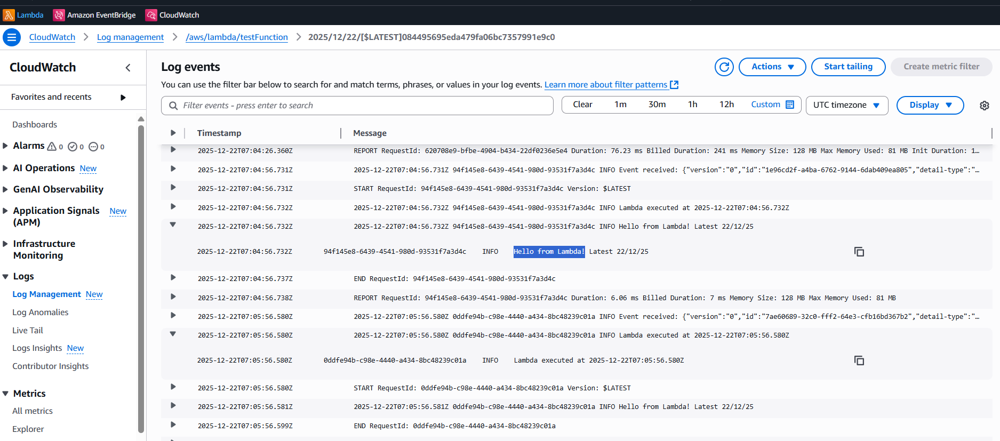 Lambda Amazon EventBridge CloudWatch
CloudWatch > Log management > /aws/lambda/testFunction > 2025/12/22/[$LATEST]084495695eda479fa06bc7357991e9c0
CloudWatch
Favorites and recents
Dashboards
Alarms 0 0 0
AI Operations New
GenAI Observability
Application Signals (APM) New
Infrastructure Monitoring
Logs
Log Management New
Log Anomalies
Live Tail
Logs Insights New
Contributor Insights
Metrics
All metrics
Explorer
Log events
Actions Start tailing Create metric filter
You can use the filter bar below to search for and match terms, phrases, or values in your log events. Learn more about filter patterns
Filter events - press enter to search Clear 1m 30m 1h 12h Custom UTC timezone Display
Timestamp Message
2025-12-22T07:04:26.360Z REPORT RequestId: 620708e9-bfbe-4904-b434-22df0236e5e4 Duration: 76.23 ms Billed Duration: 241 ms Memory Size: 128 MB Max Memory Used: 81 MB Init Duration: 1…
2025-12-22T07:04:56.731Z 2025-12-22T07:04:56.731Z 94f145e8-6439-4541-980d-93531f7a3d4c INFO Event received: {"version":"0","id":"1e96cd2f-a4ba-6762-9144-6dab409ea805","detail-type":"…
2025-12-22T07:04:56.731Z START RequestId: 94f145e8-6439-4541-980d-93531f7a3d4c Version: $LATEST
2025-12-22T07:04:56.732Z 2025-12-22T07:04:56.732Z 94f145e8-6439-4541-980d-93531f7a3d4c INFO Lambda executed at 2025-12-22T07:04:56.732Z
2025-12-22T07:04:56.732Z 2025-12-22T07:04:56.732Z 94f145e8-6439-4541-980d-93531f7a3d4c INFO Hello from Lambda! Latest 22/12/25
2025-12-22T07:04:56.732Z 94f145e8-6439-4541-980d-93531f7a3d4c INFO Hello from Lambda! Latest 22/12/25
2025-12-22T07:04:56.737Z END RequestId: 94f145e8-6439-4541-980d-93531f7a3d4c
2025-12-22T07:04:56.738Z REPORT RequestId: 94f145e8-6439-4541-980d-93531f7a3d4c Duration: 6.06 ms Billed Duration: 7 ms Memory Size: 128 MB Max Memory Used: 81 MB
2025-12-22T07:05:56.580Z 2025-12-22T07:05:56.580Z 0ddfe94b-c98e-4440-a434-8bc48239c01a INFO Event received: {"version":"0","id":"7ae60689-32c0-fff2-64e3-cfb16bd367b2","detail-type":"…
2025-12-22T07:05:56.580Z 2025-12-22T07:05:56.580Z 0ddfe94b-c98e-4440-a434-8bc48239c01a INFO Lambda executed at 2025-12-22T07:05:56.580Z
2025-12-22T07:05:56.580Z 0ddfe94b-c98e-4440-a434-8bc48239c01a INFO Lambda executed at 2025-12-22T07:05:56.580Z
2025-12-22T07:05:56.580Z START RequestId: 0ddfe94b-c98e-4440-a434-8bc48239c01a Version: $LATEST
2025-12-22T07:05:56.581Z 2025-12-22T07:05:56.581Z 0ddfe94b-c98e-4440-a434-8bc48239c01a INFO Hello from Lambda! Latest 22/12/25
2025-12-22T07:05:56.599Z END RequestId: 0ddfe94b-c98e-4440-a434-8bc48239c01a